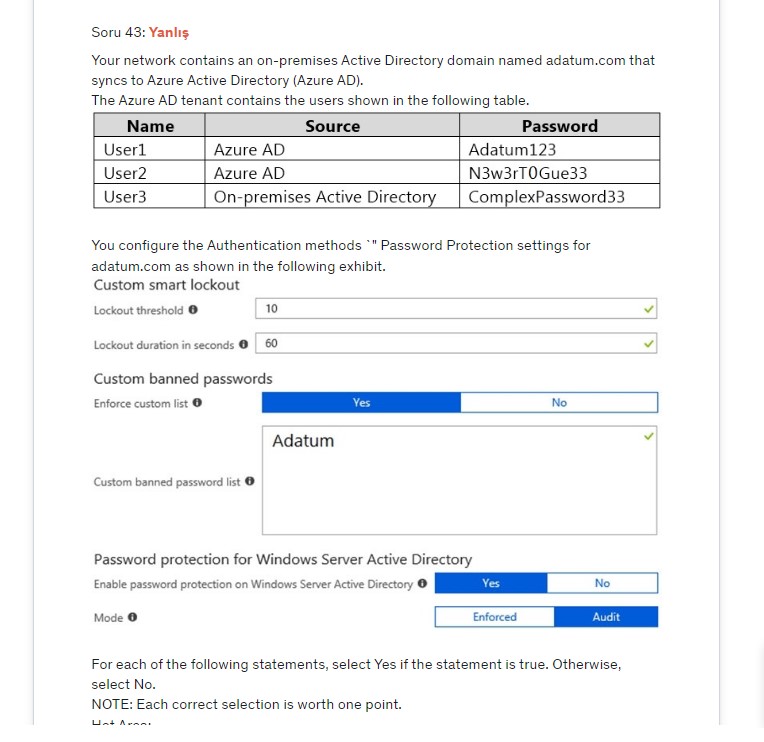 Soru 43: Yanlış
Your network contains an on-premises Active Directory domain named adatum.com that
syncs to Azure Active Directory (Azure AD).
The Azure AD tenant contains the users shown in the following table.
Name Source Password
User1 Azure AD Adatum123
User2 Azure AD N3w3rT0Gue33
User3 On-premises Active Directory ComplexPassword33
You configure the Authentication methods `" Password Protection settings for
adatum.com as shown in the following exhibit.
Custom smart lockout
Lockout threshold 10
Lockout duration in seconds 60
Custom banned passwords
Enforce custom list Yes No
Adatum
Custom banned password list
Password protection for Windows Server Active Directory
Enable password protection on Windows Server Active Directory Yes No
Mode Enforced Audit
For each of the following statements, select Yes if the statement is true. Otherwise,
select No.
NOTE: Each correct selection is worth one point.
Hot Area: